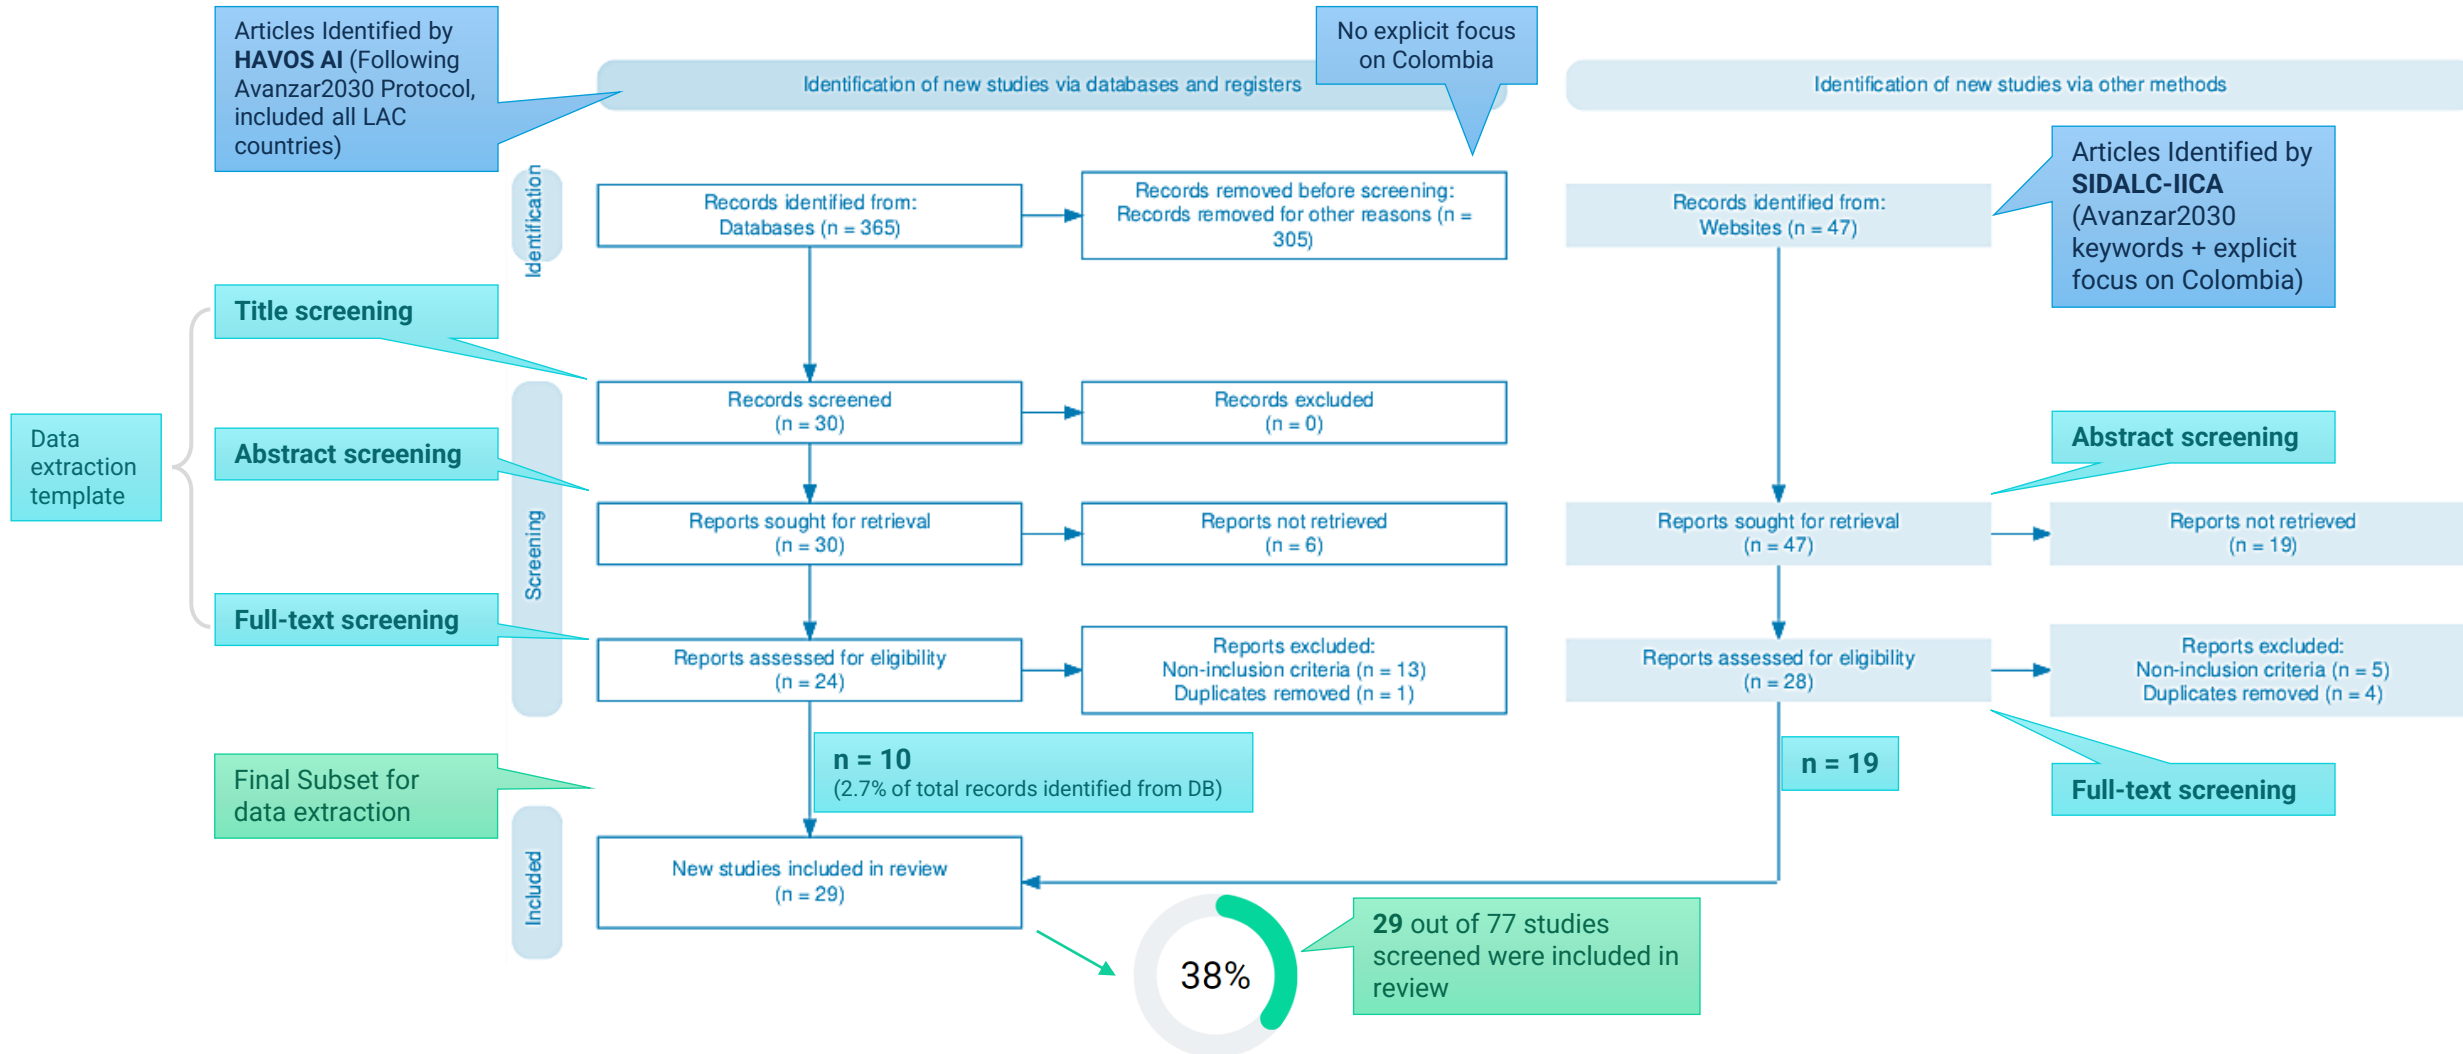 Articles Identified by
HAVOS AI (Following
Avanzar2030 Protocol,
included all LAC
countries)
Identification of new studies via databases and registers
No explicit focus
on Colombia
Identification of new studies via other methods
Articles Identified by
SIDALC-IICA
(Avanzar2030
keywords + explicit
focus on Colombia)
Identification
Records identified from:
Databases (n = 365)
Records removed before screening:
Records removed for other reasons (n =
305)
Records identified from:
Websites (n = 47)
Title screening
Data
extraction
template
Abstract screening
Full-text screening
Screening
Records screened
(n = 30)
Records excluded
(n = 0)
Abstract screening
Reports sought for retrieval
(n = 30)
Reports not retrieved
(n = 6)
Reports sought for retrieval
(n = 47)
Reports not retrieved
(n = 19)
Reports assessed for eligibility
(n = 24)
Reports excluded:
Non-inclusion criteria (n = 13)
Duplicates removed (n = 1)
Reports assessed for eligibility
(n = 28)
Reports excluded:
Non-inclusion criteria (n = 5)
Duplicates removed (n = 4)
Final Subset for
data extraction
n = 10
(2.7% of total records identified from DB)
n = 19
Full-text screening
Included
New studies included in review
(n = 29)
38%
29 out of 77 studies
screened were included in
review